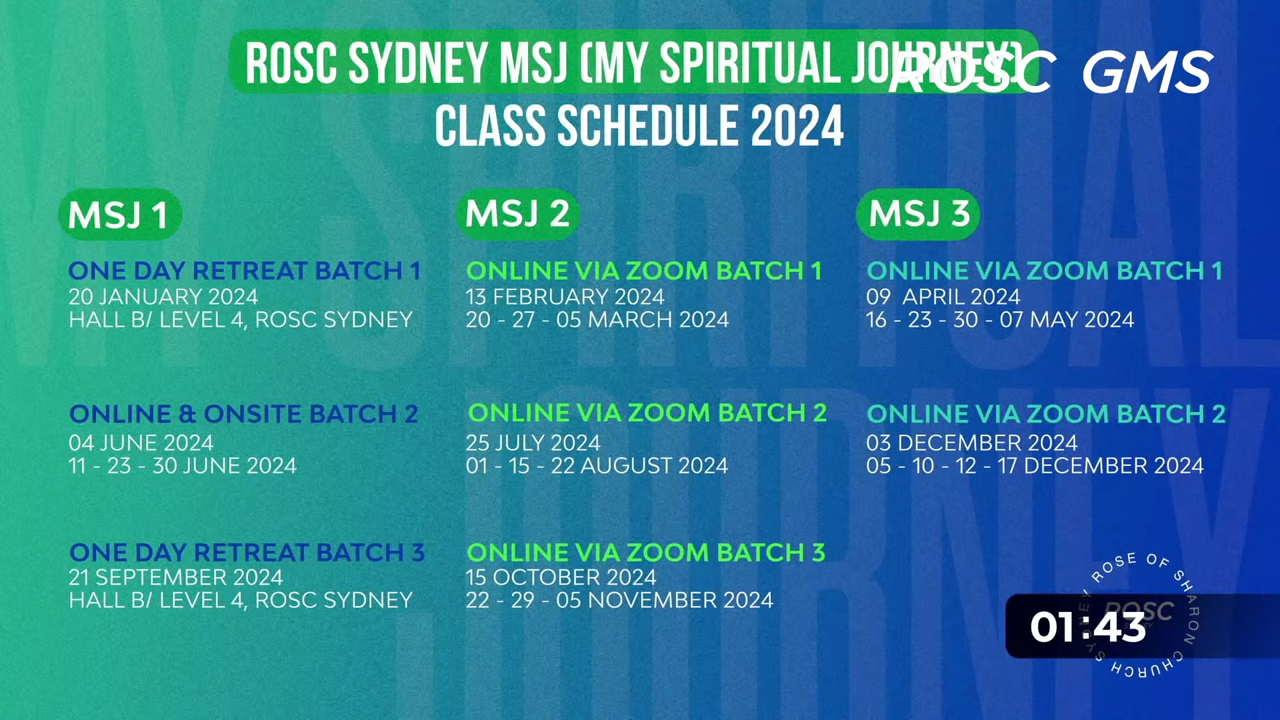 ROSC SYDNEY MSJ (MY SPIRITUAL JOURNEY)
ROSC GMS
CLASS SCHEDULE 2024
MSJ 1
ONE DAY RETREAT BATCH 1
20 JANUARY 2024
HALL B/ LEVEL 4, ROSC SYDNEY
ONLINE & ONSITE BATCH 2
04 JUNE 2024
11 - 23 - 30 JUNE 2024
ONE DAY RETREAT BATCH 3
21 SEPTEMBER 2024
HALL B/ LEVEL 4, ROSC SYDNEY
MSJ 2
ONLINE VIA ZOOM BATCH 1
13 FEBRUARY 2024
20 - 27 - 05 MARCH 2024
ONLINE VIA ZOOM BATCH 2
25 JULY 2024
01 - 15 - 22 AUGUST 2024
ONLINE VIA ZOOM BATCH 3
15 OCTOBER 2024
22 - 29 - 05 NOVEMBER 2024
MSJ 3
ONLINE VIA ZOOM BATCH 1
09 APRIL 2024
16 - 23 - 30 - 07 MAY 2024
ONLINE VIA ZOOM BATCH 2
03 DECEMBER 2024
05 - 10 - 12 - 17 DECEMBER 2024
MY SPIRITUAL
JOURNEY
ROSE OF SHARON CHURCH SYDNEY
ROSC
01:43